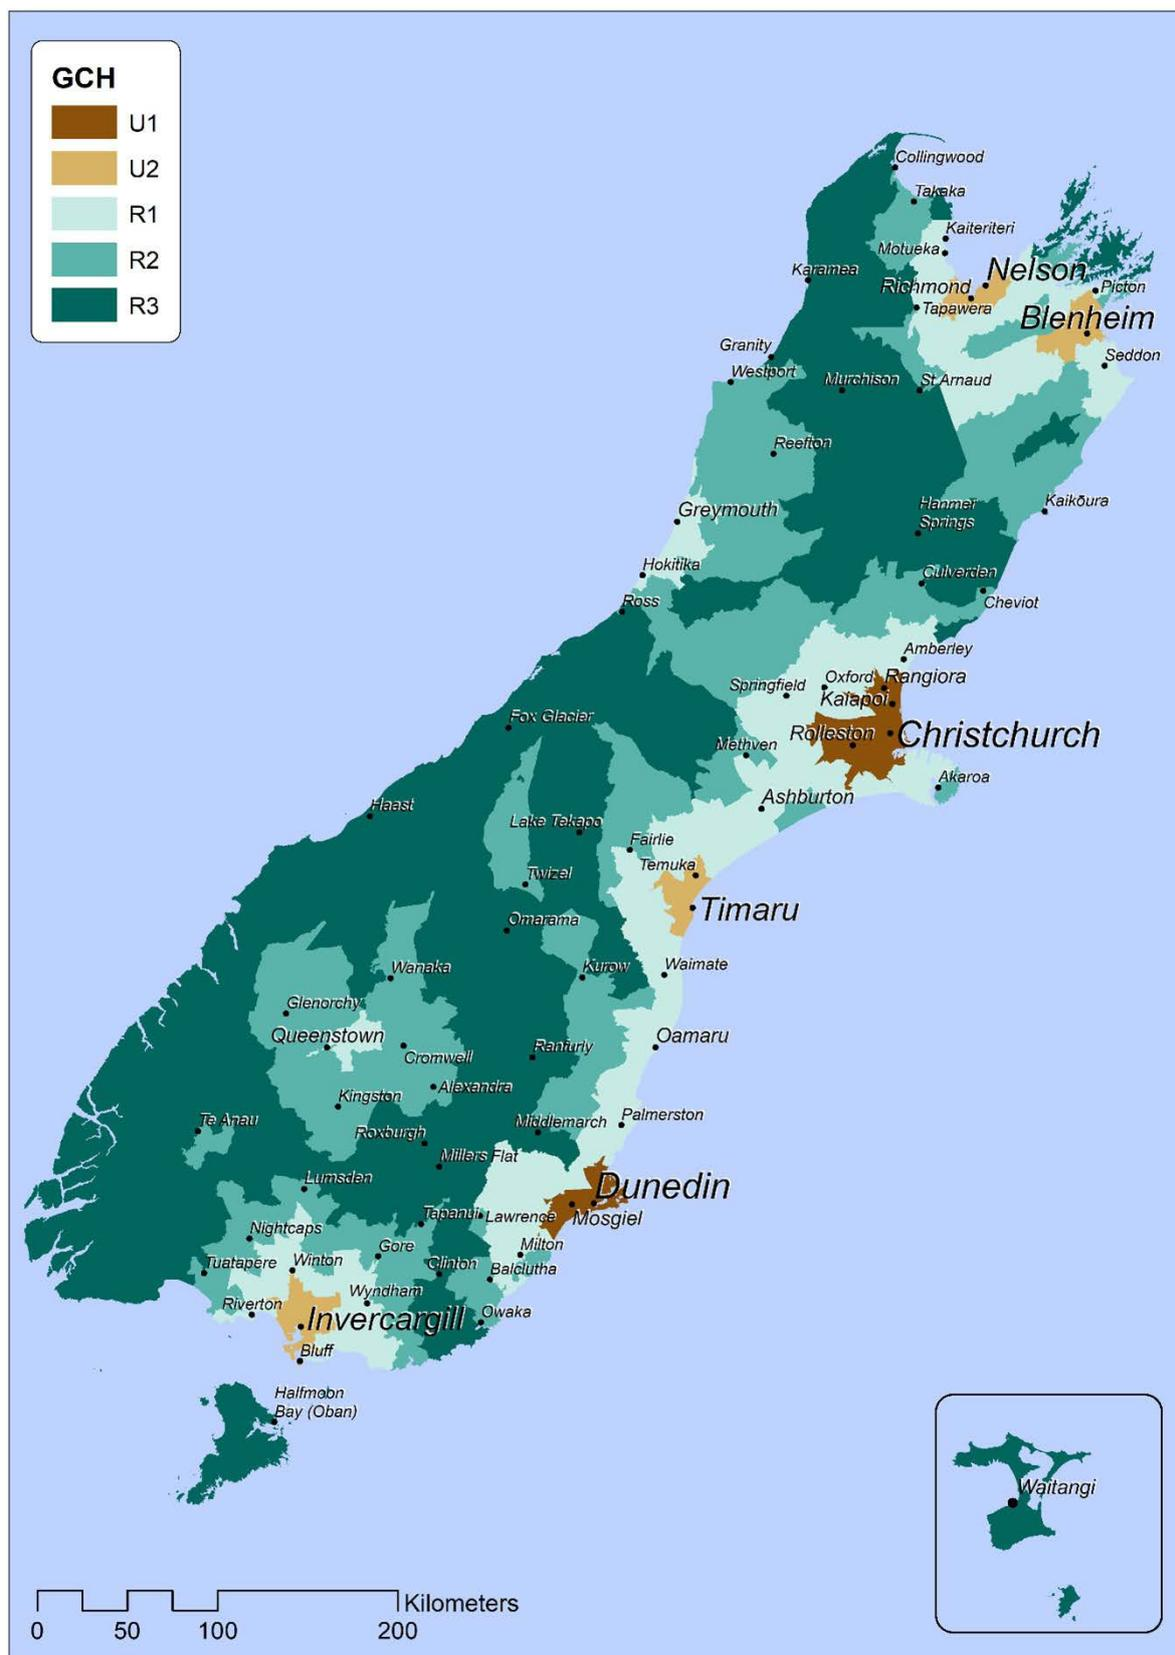 GCH
U1
U2
R1
R2
R3
Collingwood
Takaka
Kaiteriteri
Motueka
Nelson
Karamea
Richmond
Picton
Tapawera
Blenheim
Granity
Seddon
Westport
Murchison
St Arnaud
Reefton
Kaikōura
Greymouth
Hanmer
Springs
Hokitika
Culverden
Ross
Cheviot
Amberley
Springfield
Oxford
Rangiora
Kaiapoi
Fox Glacier
Rolleston
Christchurch
Methven
Akaroa
Ashburton
Haast
Lake Tekapo
Fairlie
Temuka
Twizel
Timaru
Omarama
Wanaka
Kurow
Waimate
Glenorchy
Queenstown
Oamaru
Cromwell
Ranfurly
Alexandra
Kingston
Te Anau
Roxburgh
Middlemarch
Palmerston
Millers Flat
Lumsden
Dunedin
Tapanui
Lawrence
Mosgiel
Nightcaps
Gore
Milton
Tuatapere
Winton
Clinton
Balclutha
Riverton
Wyndham
Invercargill
Owaka
Bluff
Halfmoon
Bay (Oban)
Waitangi
Kilometers
0 50 100 200